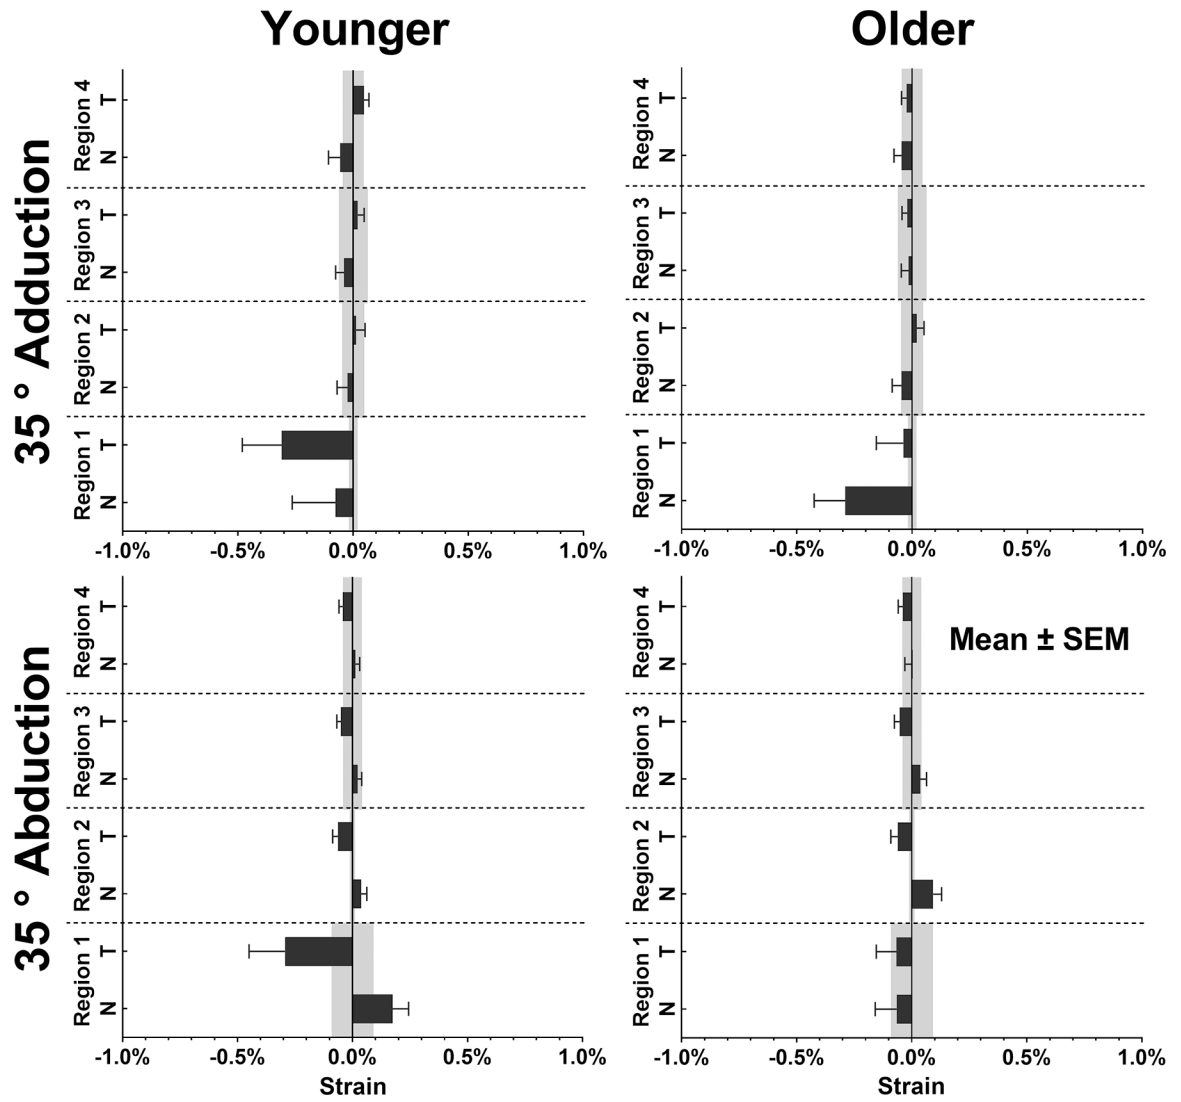 Younger
Older
35 ° Adduction
Region 4
T
N
Region 3
T
N
Region 2
T
N
Region 1
T
N
-1.0% -0.5% 0.0% 0.5% 1.0%
Region 4
T
N
Region 3
T
N
Region 2
T
N
Region 1
T
N
-1.0% -0.5% 0.0% 0.5% 1.0%
35 ° Abduction
Region 4
T
N
Region 3
T
N
Region 2
T
N
Region 1
T
N
-1.0% -0.5% 0.0% 0.5% 1.0%
Strain
Mean ± SEM
Region 4
T
N
Region 3
T
N
Region 2
T
N
Region 1
T
N
-1.0% -0.5% 0.0% 0.5% 1.0%
Strain